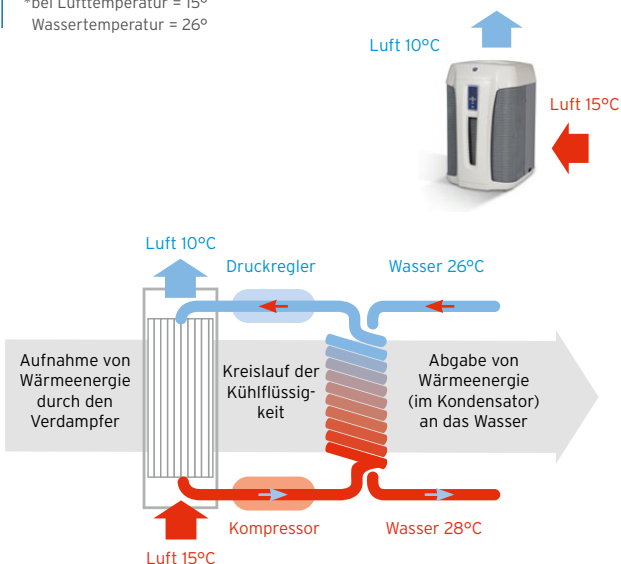 *bei Lufttemperatur = 15°
Wassertemperatur = 26°
Luft 10°C
Luft 15°C
Luft 10°C
Druckregler
Wasser 26°C
Aufnahme von
Wärmeenergie
durch den
Verdampfer
Kreislauf der
Kühlflüssig-
keit
Abgabe von
Wärmeenergie
(im Kondensator)
an das Wasser
Kompressor
Wasser 28°C
Luft 15°C